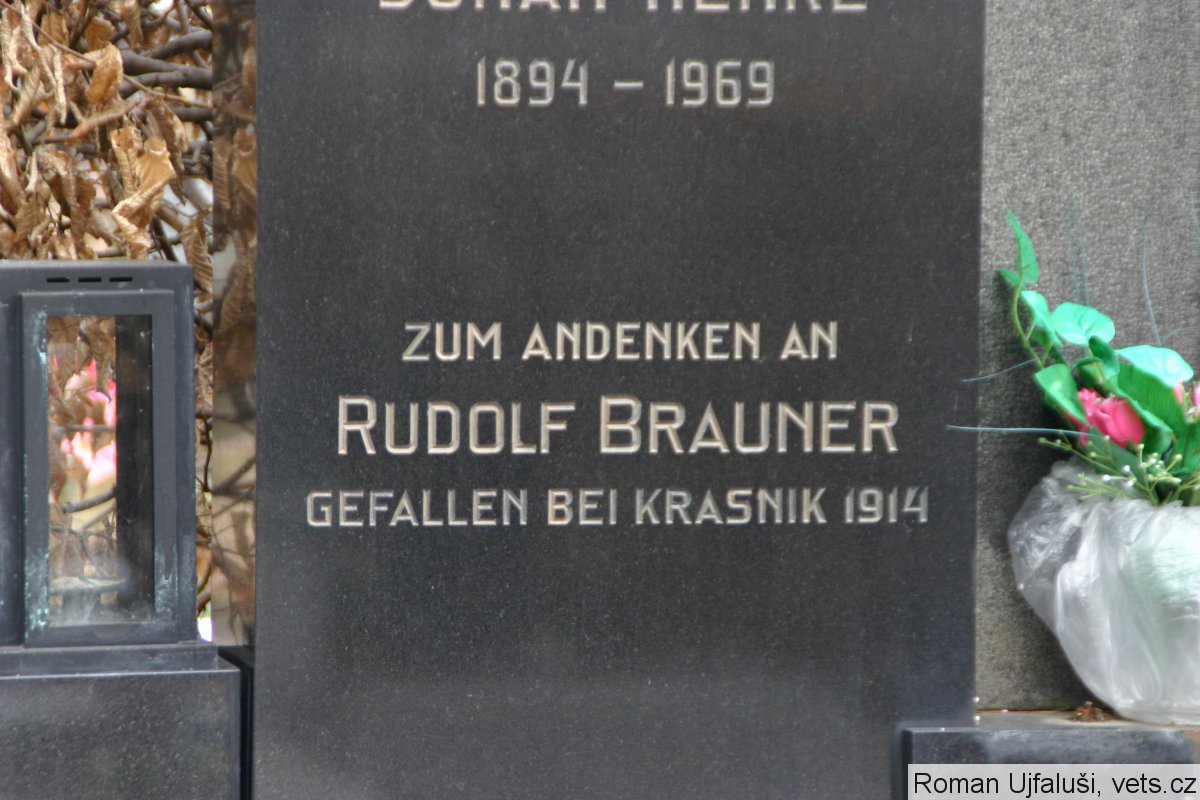 1894 – 1969
ZUM ANDENKEN AN
RUDOLF BRAUNER
GEFALLEN BEI KRASNIK 1914
Roman Ujfaluši, vets.cz